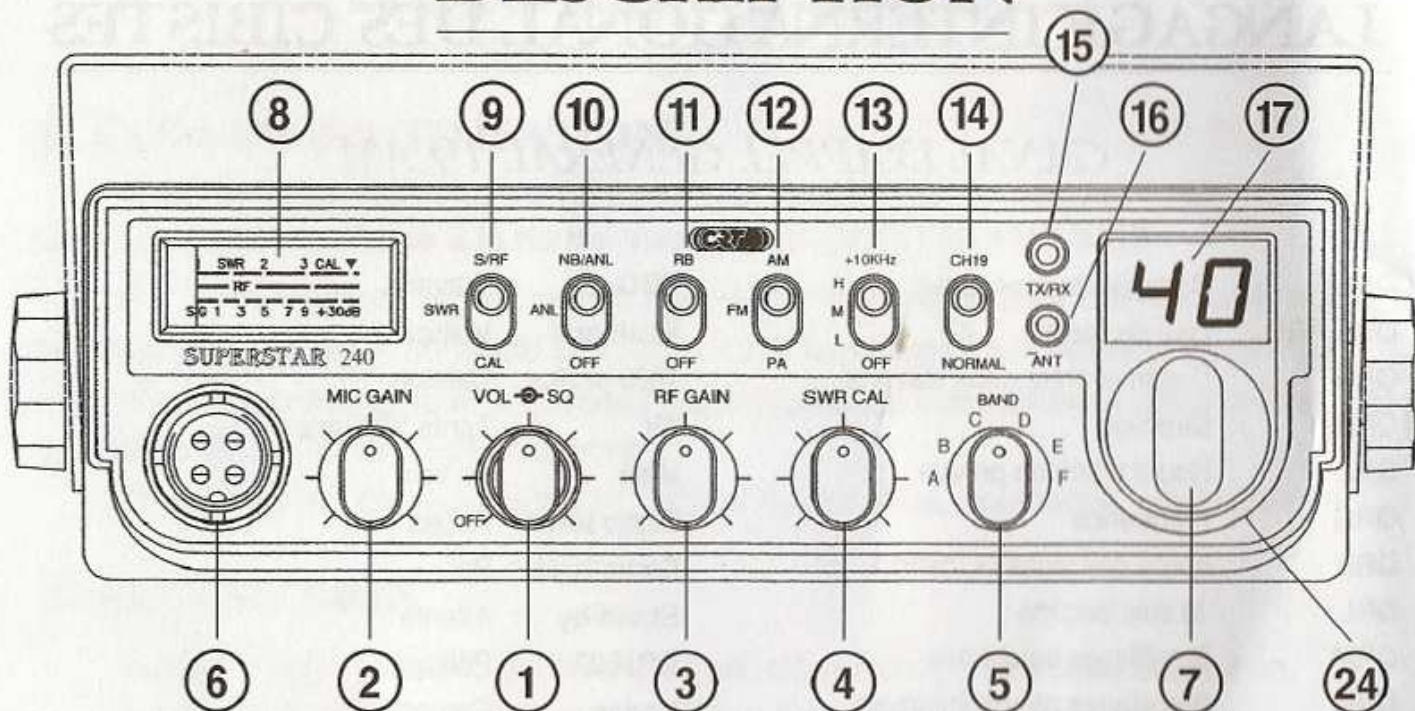 15
8 9 10 11 12 13 14 16 17
CRT
S/RF NB/ANL RB AM +10KHz CH19
1 SWR 2 3 CAL ▼
RF
SIG 1 3 5 7 9 +30dB
SWR ANL FM H M L TX/RX
40
CAL OFF OFF PA OFF NORMAL ANT
SUPERSTAR 240
MIC GAIN VOL SQ RF GAIN SWR CAL BAND
A B C D E F
OFF
6 2 1 3 4 5 7 24